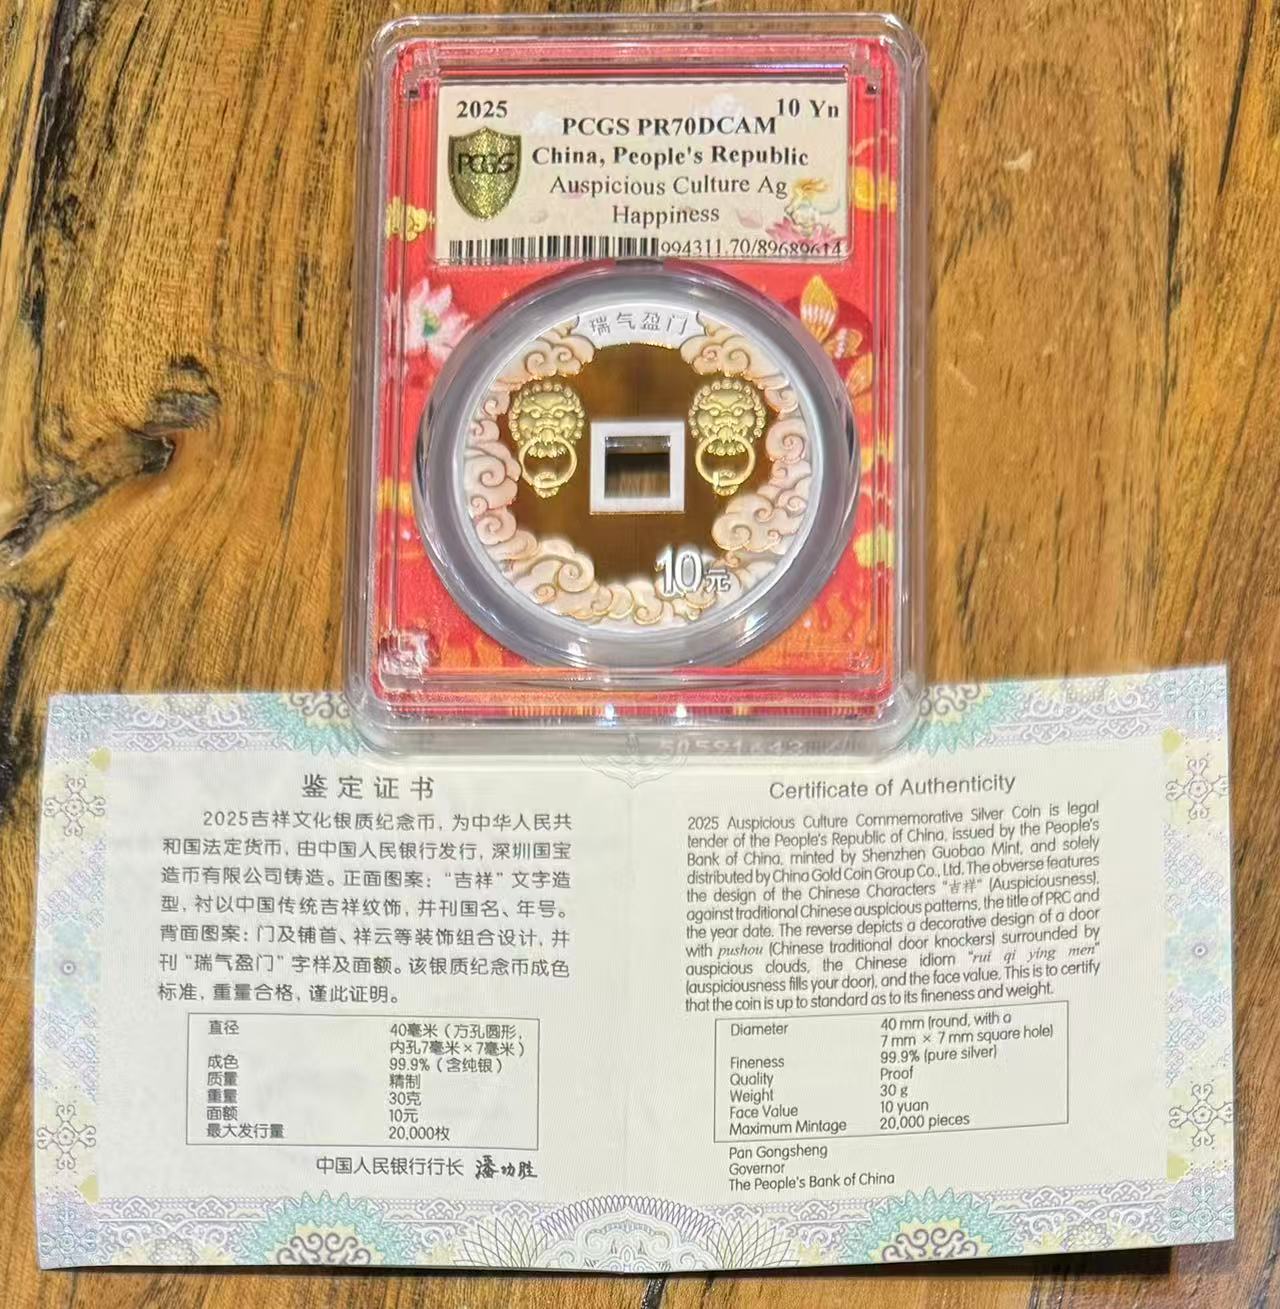 2025
10 Yn
PCGS PR70DCAM
PCGS
China, People's Republic
Auspicious Culture Ag
Happiness
994311.70/89689614
瑞气盈门
10元
鉴定证书
2025吉祥文化银质纪念币，为中华人民共
和国法定货币，由中国人民银行发行，深圳国宝
造币有限公司铸造。正面图案：“吉祥”文字造
型，衬以中国传统吉祥纹饰，并刊国名、年号。
背面图案：门及铺首、祥云等装饰组合设计，并
刊“瑞气盈门”字样及面额。该银质纪念币成色
标准，重量合格，谨此证明。
直径 40毫米（方孔圆形，
内孔7毫米×7毫米）
成色 99.9%（含纯银）
质量 精制
重量 30克
面额 10元
最大发行量 20,000枚
中国人民银行行长 潘功胜
Certificate of Authenticity
2025 Auspicious Culture Commemorative Silver Coin is legal
tender of the People's Republic of China, issued by the People's
Bank of China, minted by Shenzhen Guobao Mint, and solely
distributed by China Gold Coin Group Co., Ltd. The obverse features
the design of the Chinese Characters "吉祥" (Auspiciousness),
against traditional Chinese auspicious patterns, the title of PRC and
the year date. The reverse depicts a decorative design of a door
with pushou (Chinese traditional door knockers) surrounded by
auspicious clouds, the Chinese idiom "rui qi ying men"
(auspiciousness fills your door), and the face value. This is to certify
that the coin is up to standard as to its fineness and weight.
Diameter 40 mm (round, with a
7 mm × 7 mm square hole)
Fineness 99.9% (pure silver)
Quality Proof
Weight 30 g
Face Value 10 yuan
Maximum Mintage 20,000 pieces
Pan Gongsheng
Governor
The People's Bank of China